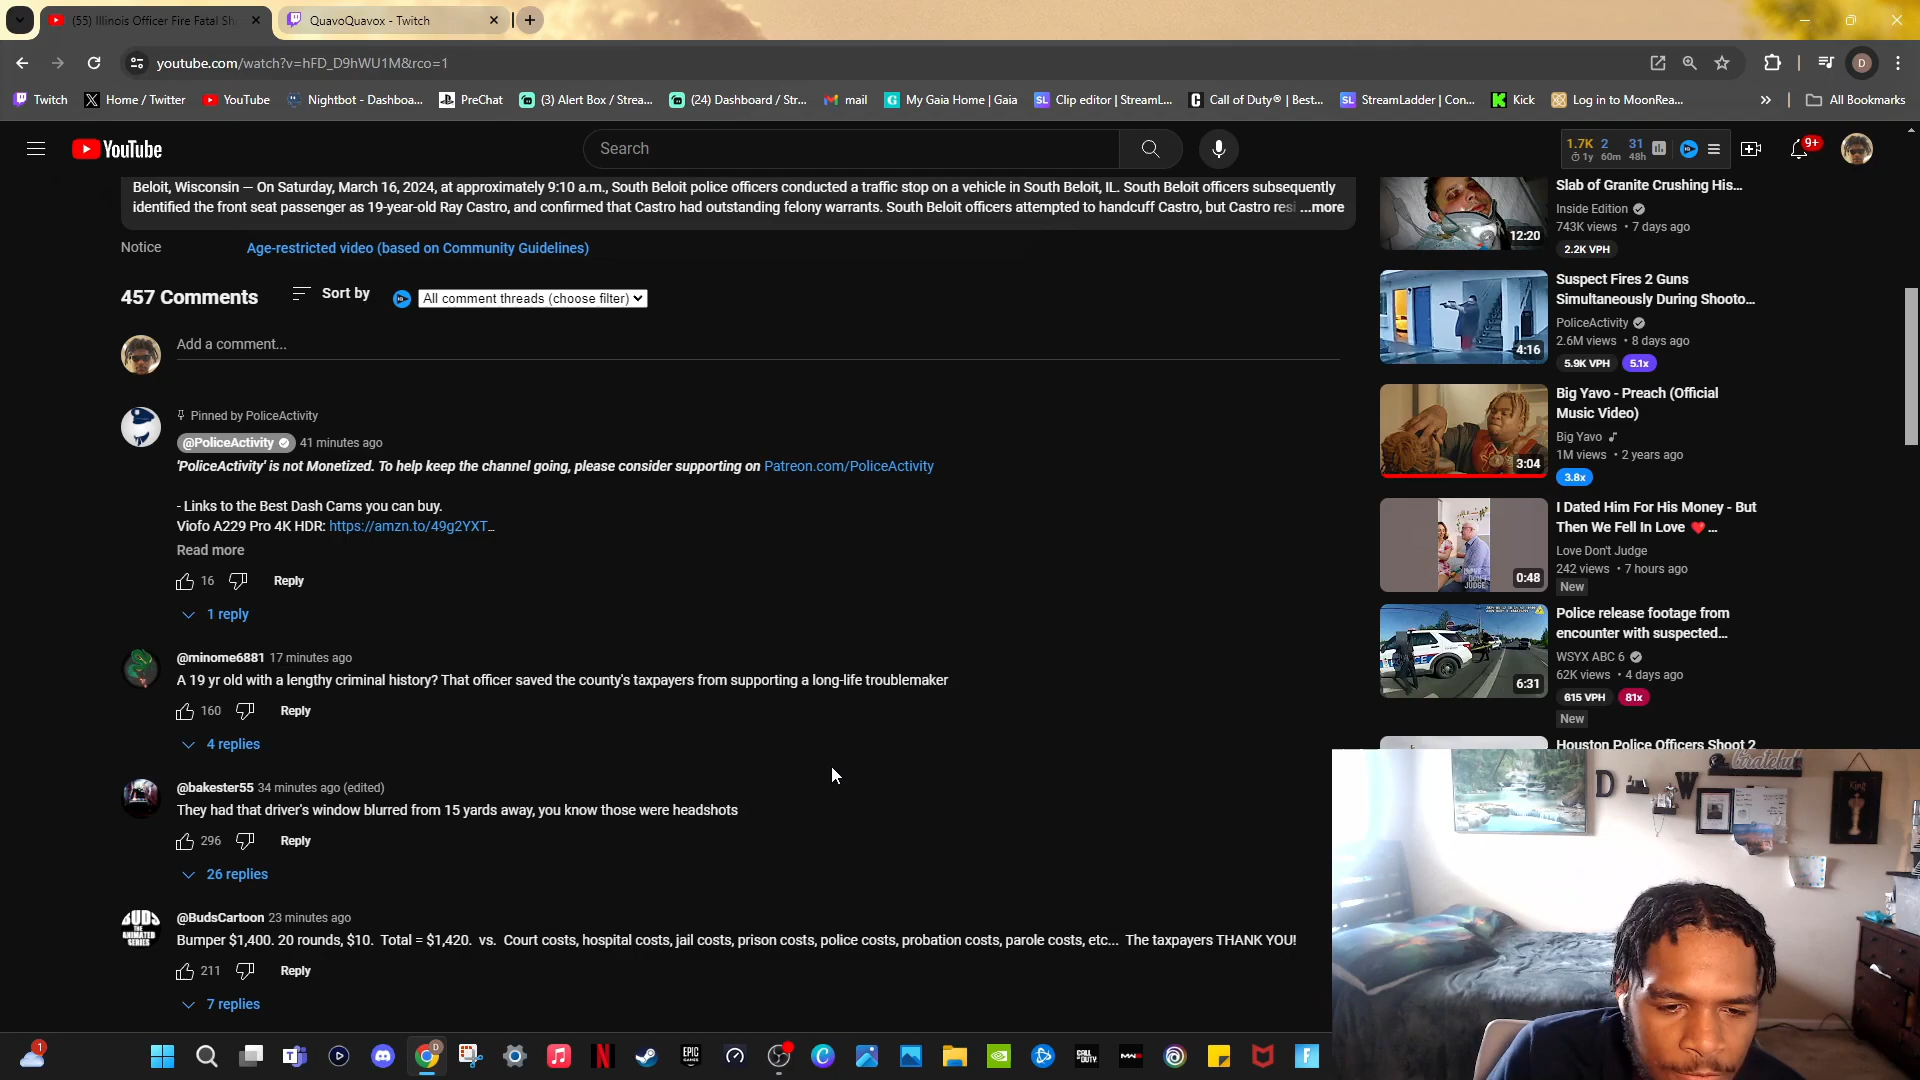 (55) Illinois Officer Fire Fatal Sh
QuavoQuavox - Twitch
youtube.com/watch?v=hFD_D9hWU1M&rco=1
D
Twitch
Home / Twitter
YouTube
Nightbot - Dashboa...
PreChat
(3) Alert Box / Strea...
(24) Dashboard / Str...
mail
My Gaia Home | Gaia
Clip editor | StreamL...
Call of Duty® | Best...
StreamLadder | Con...
Kick
Log in to MoonRea...
All Bookmarks
YouTube
Search
1.7K 2 31
1y 60m 48h
9+
Beloit, Wisconsin — On Saturday, March 16, 2024, at approximately 9:10 a.m., South Beloit police officers conducted a traffic stop on a vehicle in South Beloit, IL. South Beloit officers subsequently
identified the front seat passenger as 19-year-old Ray Castro, and confirmed that Castro had outstanding felony warrants. South Beloit officers attempted to handcuff Castro, but Castro resi ...more
Notice
Age-restricted video (based on Community Guidelines)
457 Comments
Sort by
All comment threads (choose filter)
Add a comment...
Pinned by PoliceActivity
@PoliceActivity 41 minutes ago
'PoliceActivity' is not Monetized. To help keep the channel going, please consider supporting on Patreon.com/PoliceActivity
- Links to the Best Dash Cams you can buy.
Viofo A229 Pro 4K HDR: https://amzn.to/49g2YXT...
Read more
16 Reply
1 reply
@minome6881 17 minutes ago
A 19 yr old with a lengthy criminal history? That officer saved the county's taxpayers from supporting a long-life troublemaker
160 Reply
4 replies
@bakester55 34 minutes ago (edited)
They had that driver's window blurred from 15 yards away, you know those were headshots
296 Reply
26 replies
BUDS
THE
ANIMATED
SERIES
@BudsCartoon 23 minutes ago
Bumper $1,400. 20 rounds, $10. Total = $1,420. vs. Court costs, hospital costs, jail costs, prison costs, police costs, probation costs, parole costs, etc... The taxpayers THANK YOU!
211 Reply
7 replies
12:20
Slab of Granite Crushing His...
Inside Edition
743K views • 7 days ago
2.2K VPH
4:16
Suspect Fires 2 Guns
Simultaneously During Shooto...
PoliceActivity
2.6M views • 8 days ago
5.9K VPH 5.1x
3:04
Big Yavo - Preach (Official
Music Video)
Big Yavo
1M views • 2 years ago
3.8x
LOVE
DON'T
JUDGE
0:48
I Dated Him For His Money - But
Then We Fell In Love ❤️...
Love Don't Judge
242 views • 7 hours ago
New
6:31
Police release footage from
encounter with suspected...
WSYX ABC 6
62K views • 4 days ago
615 VPH 81x
New
Houston Police Officers Shoot 2
Grateful
D
W
King
1
EPIC
GAMES